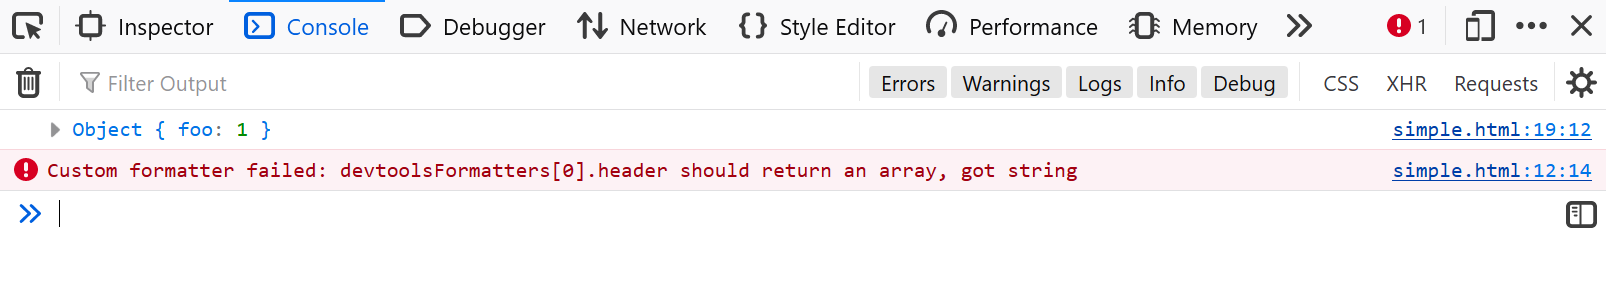 Inspector Console Debugger Network Style Editor Performance Memory 1
Filter Output Errors Warnings Logs Info Debug CSS XHR Requests
Object { foo: 1 } simple.html:19:12
Custom formatter failed: devtoolsFormatters[0].header should return an array, got string simple.html:12:14